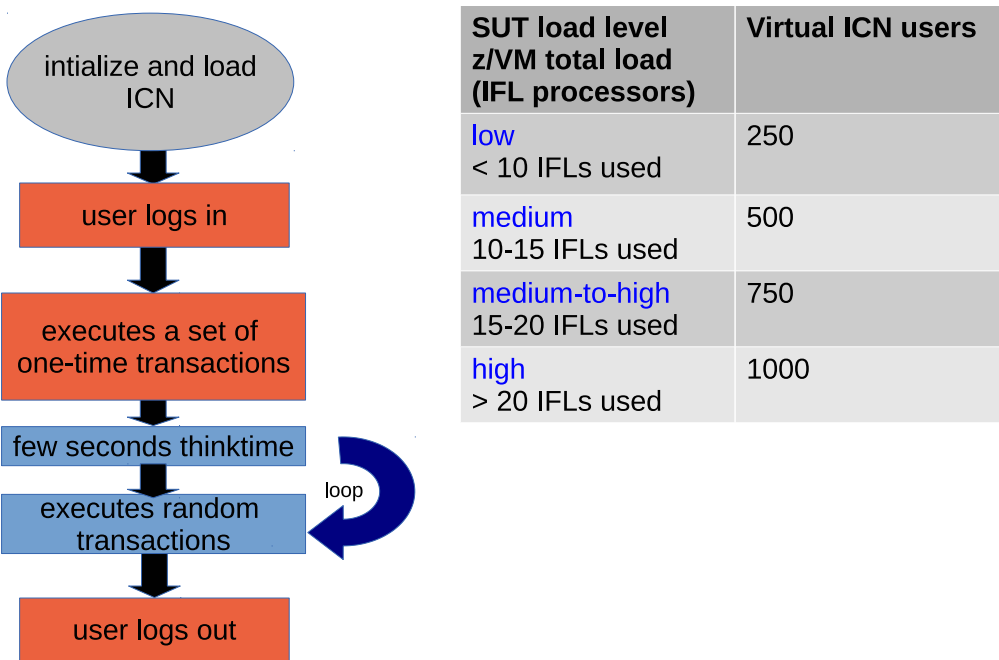 intialize and load
ICN
user logs in
executes a set of
one-time transactions
few seconds thinktime
loop
executes random
transactions
user logs out
SUT load level
z/VM total load
(IFL processors)
Virtual ICN users
low
< 10 IFLs used
250
medium
10-15 IFLs used
500
medium-to-high
15-20 IFLs used
750
high
> 20 IFLs used
1000